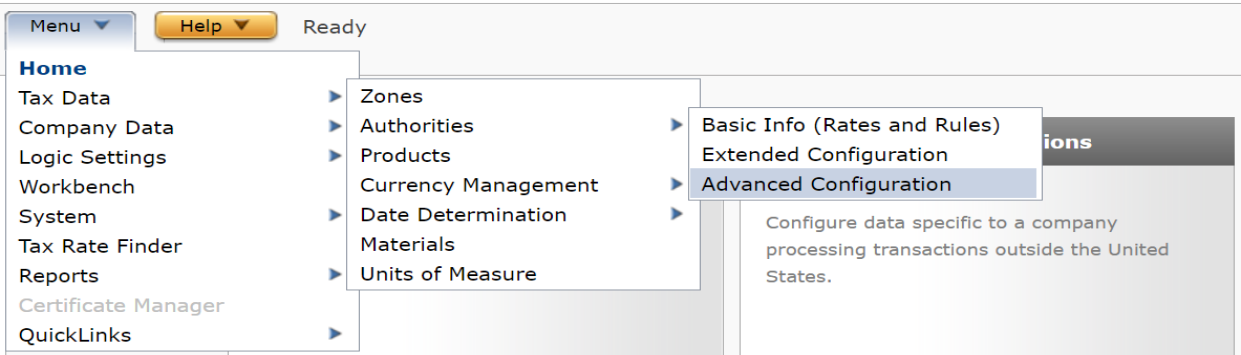 Menu
Help
Ready
Home
Tax Data
Company Data
Logic Settings
Workbench
System
Tax Rate Finder
Reports
Certificate Manager
QuickLinks
Zones
Authorities
Products
Currency Management
Date Determination
Materials
Units of Measure
Basic Info (Rates and Rules)
Extended Configuration
Advanced Configuration
ions
Configure data specific to a company
processing transactions outside the United
States.